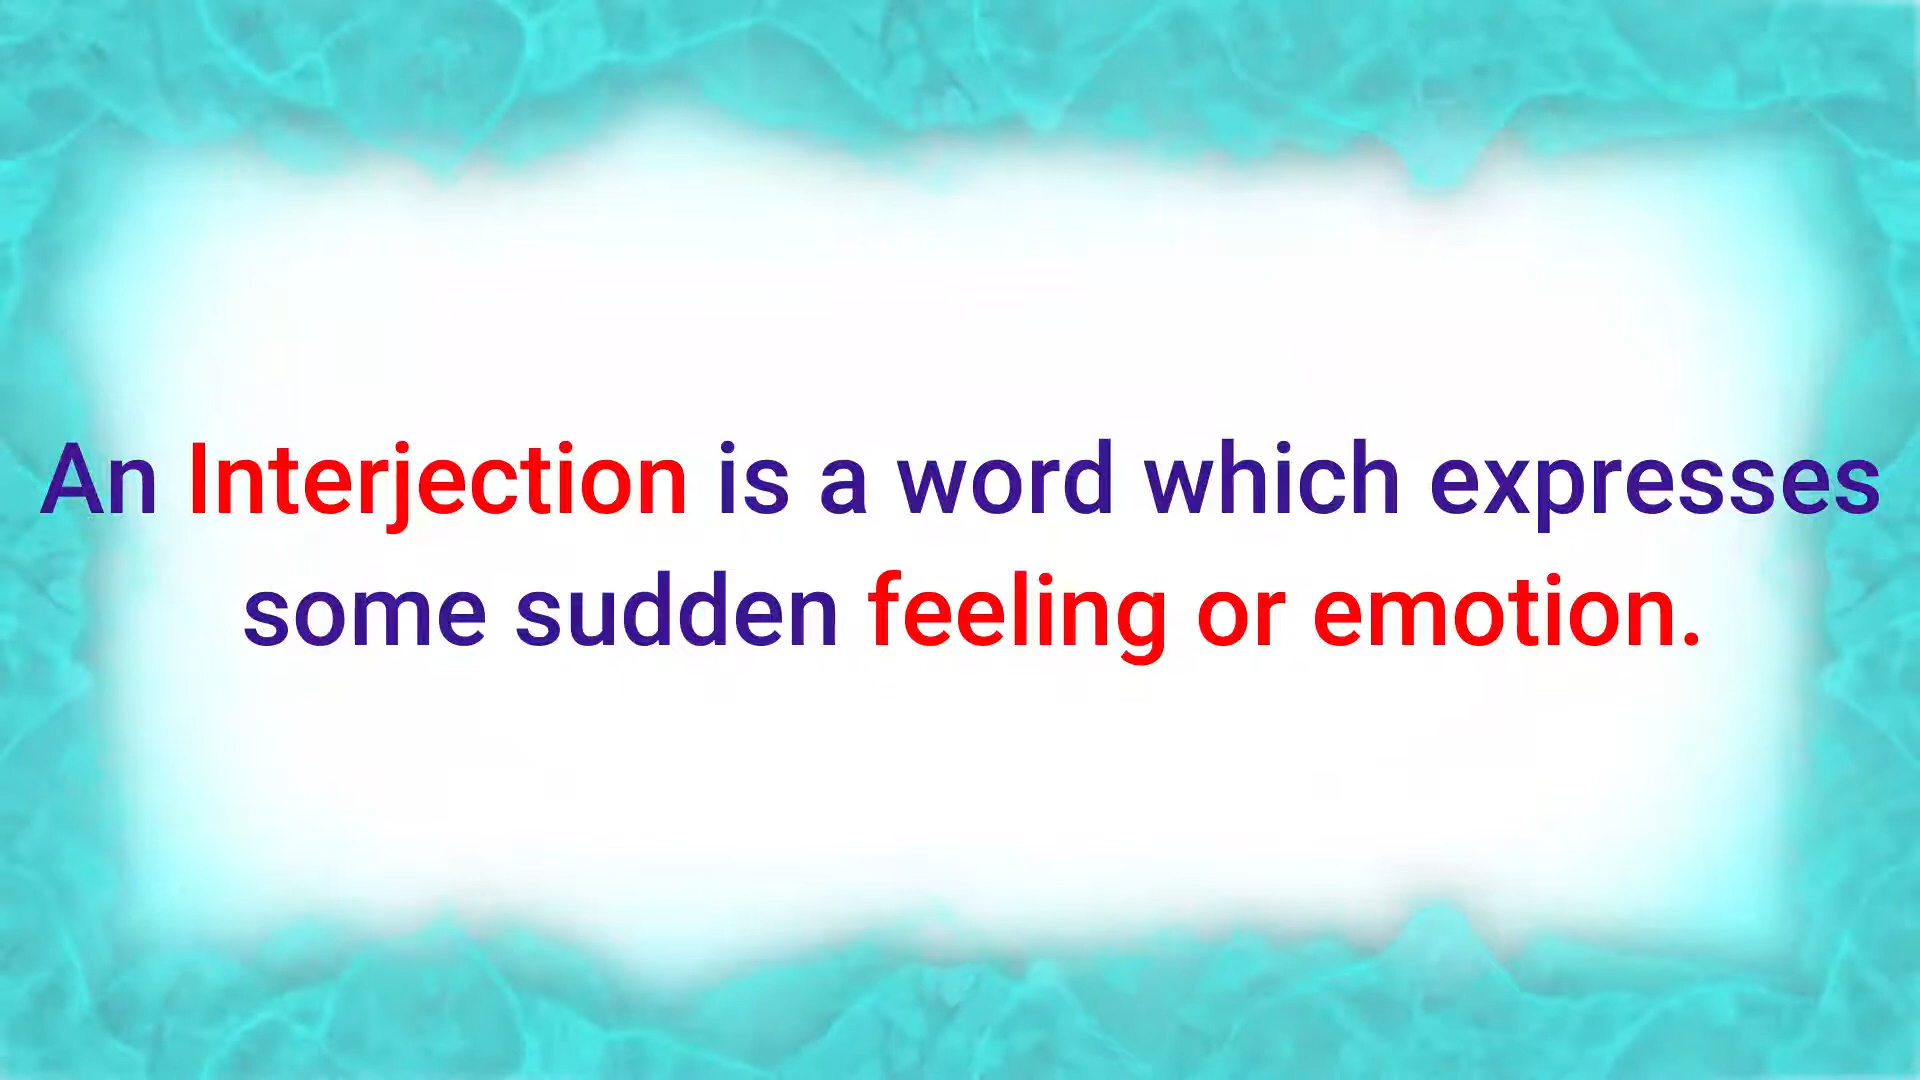 An Interjection is a word which expresses
some sudden feeling or emotion.